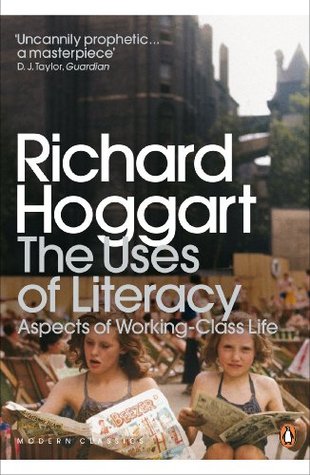 'Uncannily prophetic...
a masterpiece'
D. J. Taylor, Guardian
Richard
Hoggart
The Uses
of Literacy
Aspects of Working-Class Life
BEEZER
MODERN CLASSICS